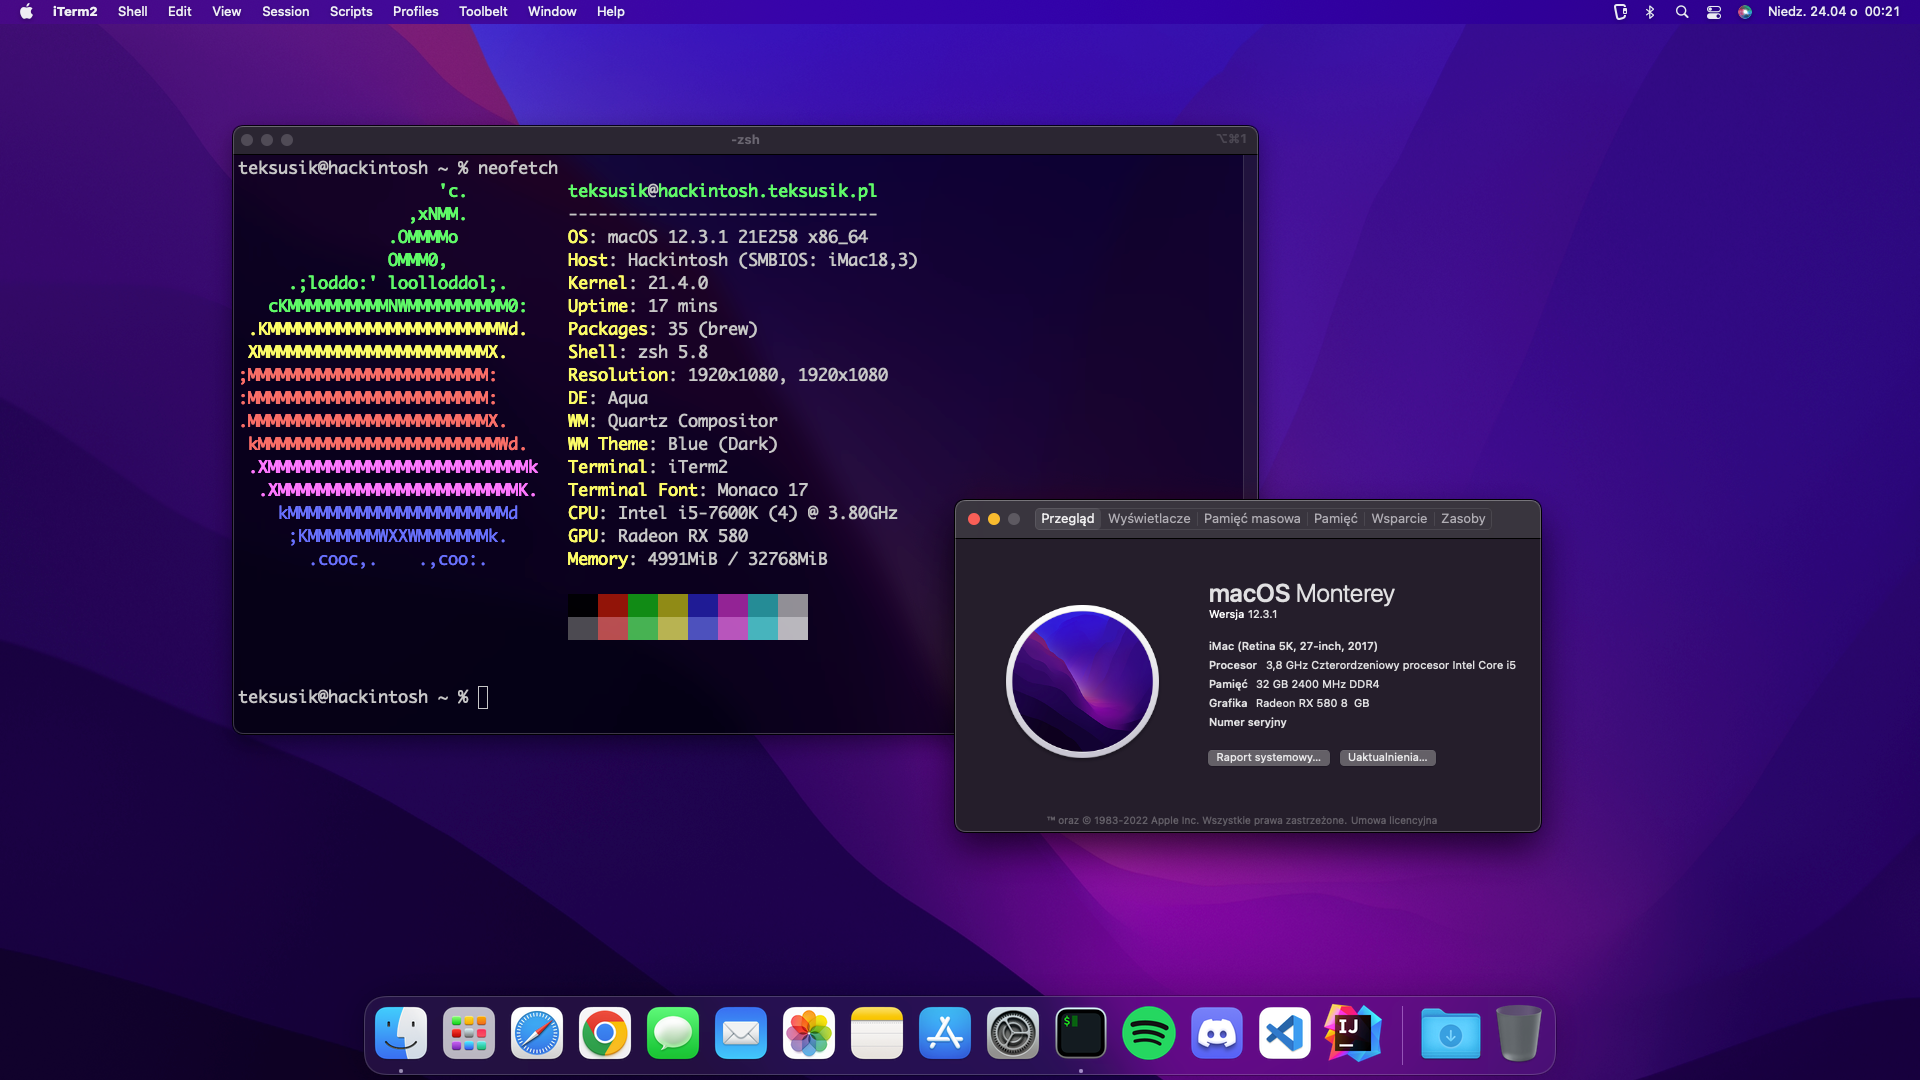 iTerm2 Shell Edit View Session Scripts Profiles Toolbelt Window Help Niedz. 24.04 o 00:21
-zsh ⌥⌘1
teksusik@hackintosh ~ % neofetch
'c. teksusik@hackintosh.teksusik.pl
,xNMM. -------------------------------
.OMMMMo OS: macOS 12.3.1 21E258 x86_64
OMMM0, Host: Hackintosh (SMBIOS: iMac18,3)
.;loddo:' loolloddol;. Kernel: 21.4.0
cKMMMMMMMMMMNWMMMMMMMMMM0: Uptime: 17 mins
.KMMMMMMMMMMMMMMMMMMMMMMMWd. Packages: 35 (brew)
XMMMMMMMMMMMMMMMMMMMMMMMX. Shell: zsh 5.8
;MMMMMMMMMMMMMMMMMMMMMMMM: Resolution: 1920x1080, 1920x1080
:MMMMMMMMMMMMMMMMMMMMMMMM: DE: Aqua
.MMMMMMMMMMMMMMMMMMMMMMMMX. WM: Quartz Compositor
kMMMMMMMMMMMMMMMMMMMMMMMMWd. WM Theme: Blue (Dark)
.XMMMMMMMMMMMMMMMMMMMMMMMMMMk Terminal: iTerm2
.XMMMMMMMMMMMMMMMMMMMMMMMMK. Terminal Font: Monaco 17
kMMMMMMMMMMMMMMMMMMMMMMd CPU: Intel i5-7600K (4) @ 3.80GHz
;KMMMMMMMWXXWMMMMMMMk. GPU: Radeon RX 580
.cooc,. .,coo:. Memory: 4991MiB / 32768MiB
teksusik@hackintosh ~ %
Przegląd Wyświetlacze Pamięć masowa Pamięć Wsparcie Zasoby
macOS Monterey
Wersja 12.3.1
iMac (Retina 5K, 27-inch, 2017)
Procesor 3,8 GHz Czterordzeniowy procesor Intel Core i5
Pamięć 32 GB 2400 MHz DDR4
Grafika Radeon RX 580 8 GB
Numer seryjny
Raport systemowy... Uaktualnienia...
™ oraz © 1983-2022 Apple Inc. Wszystkie prawa zastrzeżone. Umowa licencyjna
$
IJ